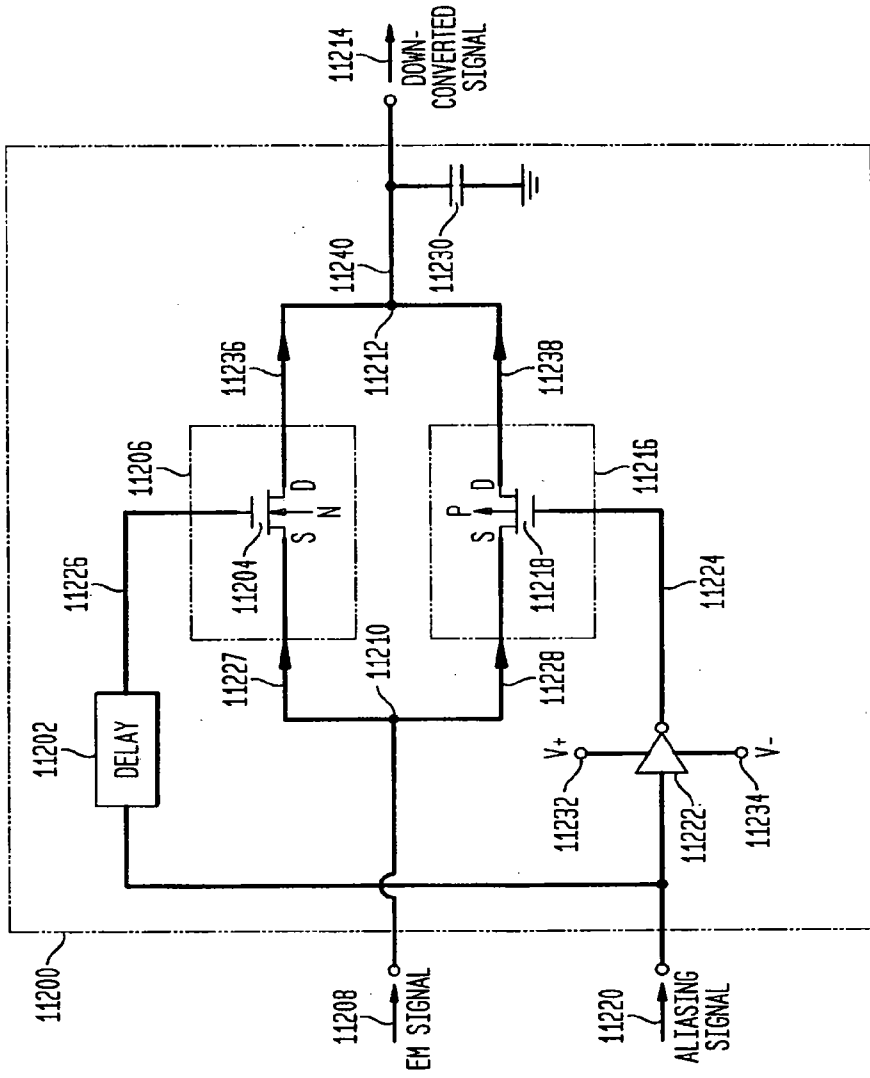 11200
11202
DELAY
11226
11206
11236
11214
DOWN-
CONVERTED
SIGNAL
11240
11204
S
D
N
11230
11227
11210
11212
11208
EM SIGNAL
11228
S
P
D
11238
11218
11216
11232
V+
11224
11222
11234
V-
11220
ALIASING
SIGNAL